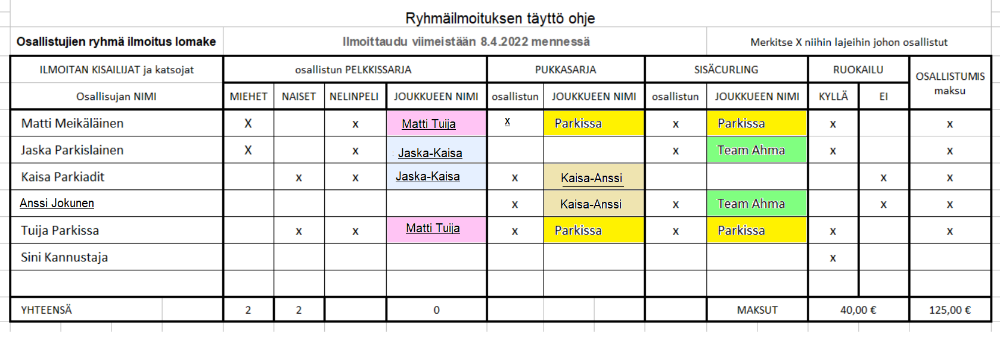 Ryhmäilmoituksen täyttö ohje
Osallistujien ryhmä ilmoitus lomake Ilmoittaudu viimeistään 8.4.2022 mennessä Merkitse X niihin lajeihin johon osallistut
ILMOITAN KISAILIJAT ja katsojat osallistun PELKKISSARJA PUKKASARJA SISÄCURLING RUOKAILU OSALLISTUMIS maksu
Osallisujan NIMI MIEHET NAISET NELINPELI JOUKKUEEN NIMI osallistun JOUKKUEEN NIMI osallistun JOUKKUEEN NIMI KYLLÄ EI
Matti Meikäläinen X x Matti Tuija x Parkissa x Parkissa x x
Jaska Parkislainen X x Jaska-Kaisa x Team Ahma x x
Kaisa Parkiadit x x Jaska-Kaisa x Kaisa-Anssi x x
Anssi Jokunen x Kaisa-Anssi x Team Ahma x x
Tuija Parkissa x x Matti Tuija x Parkissa x Parkissa x x
Sini Kannustaja x
YHTEENSÄ 2 2 0 MAKSUT 40,00 € 125,00 €